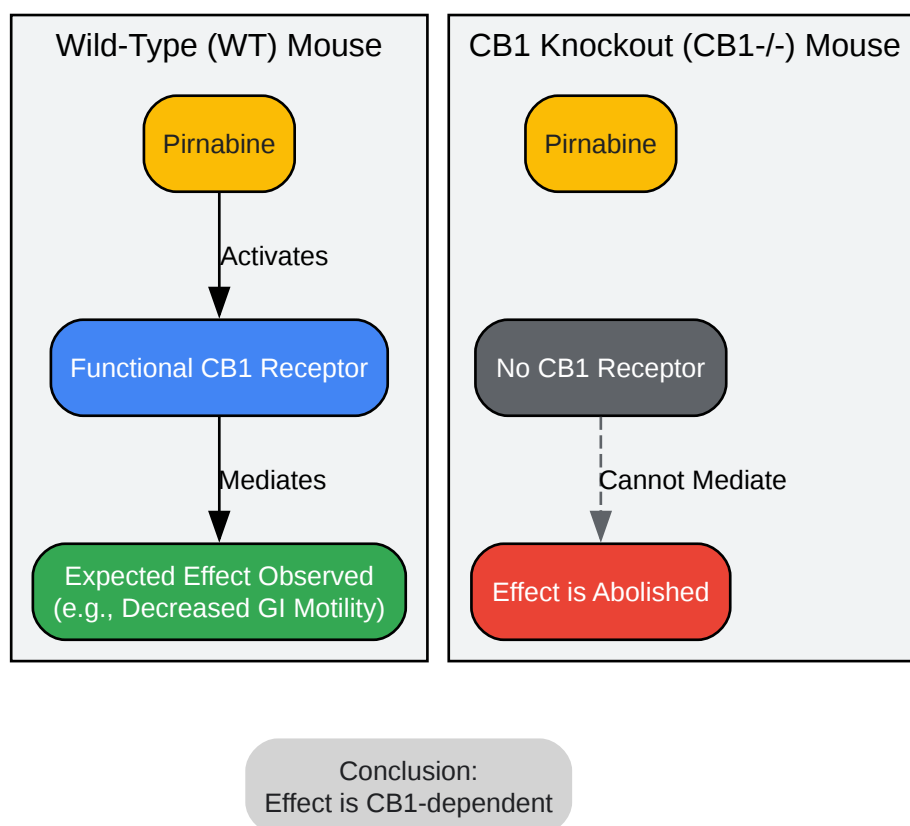 Wild-Type (WT) Mouse
Pirnabine
Activates
Functional CB1 Receptor
Mediates
Expected Effect Observed
(e.g., Decreased GI Motility)
CB1 Knockout (CB1-/-) Mouse
Pirnabine
No CB1 Receptor
Cannot Mediate
Effect is Abolished
Conclusion:
Effect is CB1-dependent